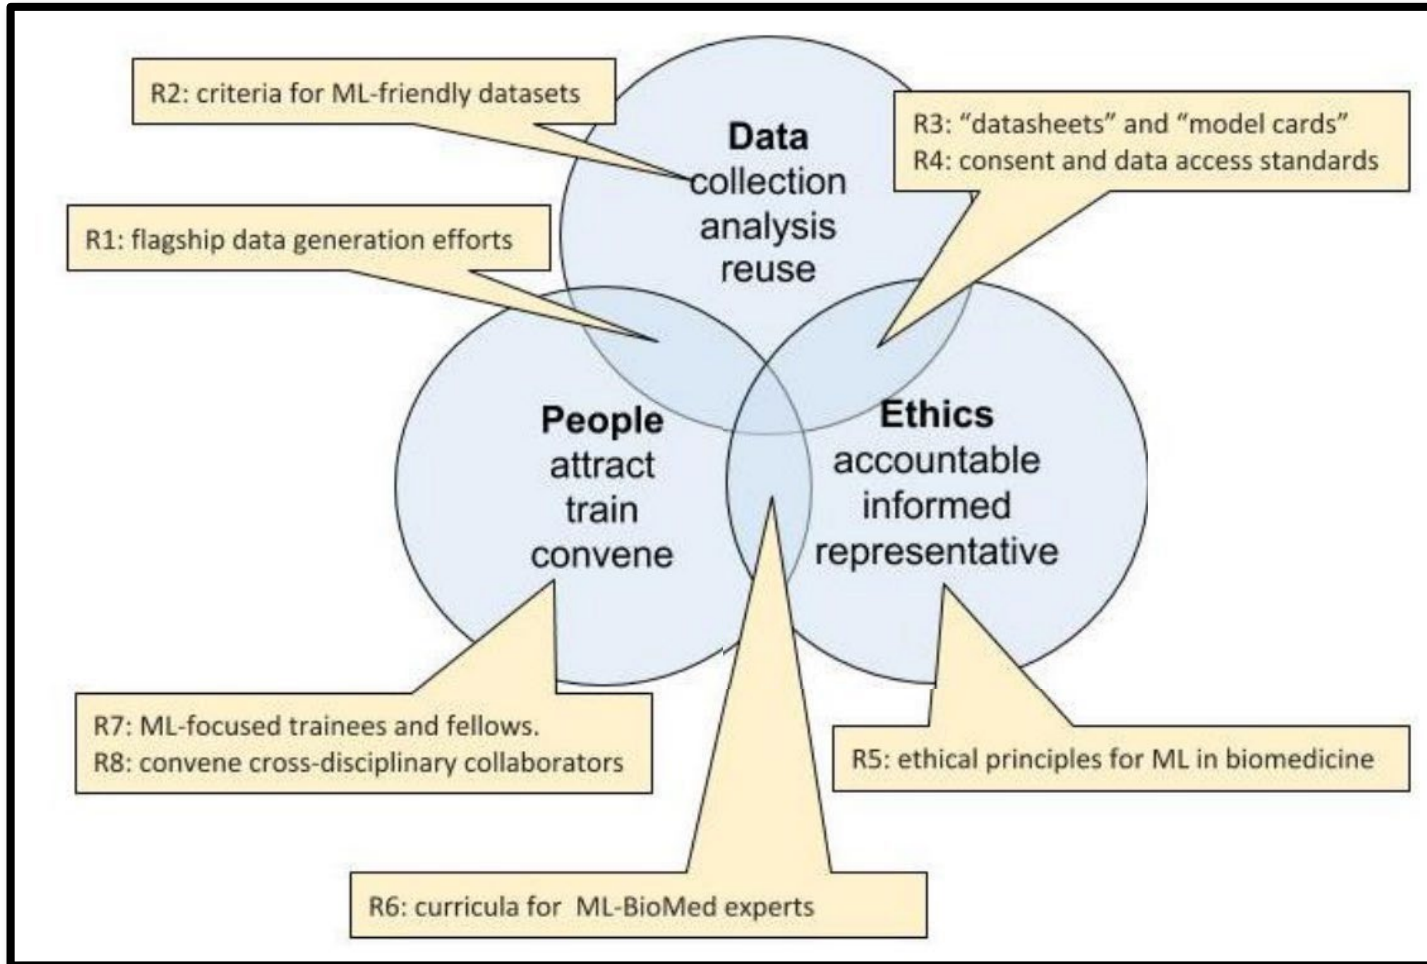 R2: criteria for ML-friendly datasets
Data
collection
analysis
reuse
R3: “datasheets” and “model cards”
R4: consent and data access standards
R1: flagship data generation efforts
People
attract
train
convene
Ethics
accountable
informed
representative
R7: ML-focused trainees and fellows.
R8: convene cross-disciplinary collaborators
R5: ethical principles for ML in biomedicine
R6: curricula for  ML-BioMed experts